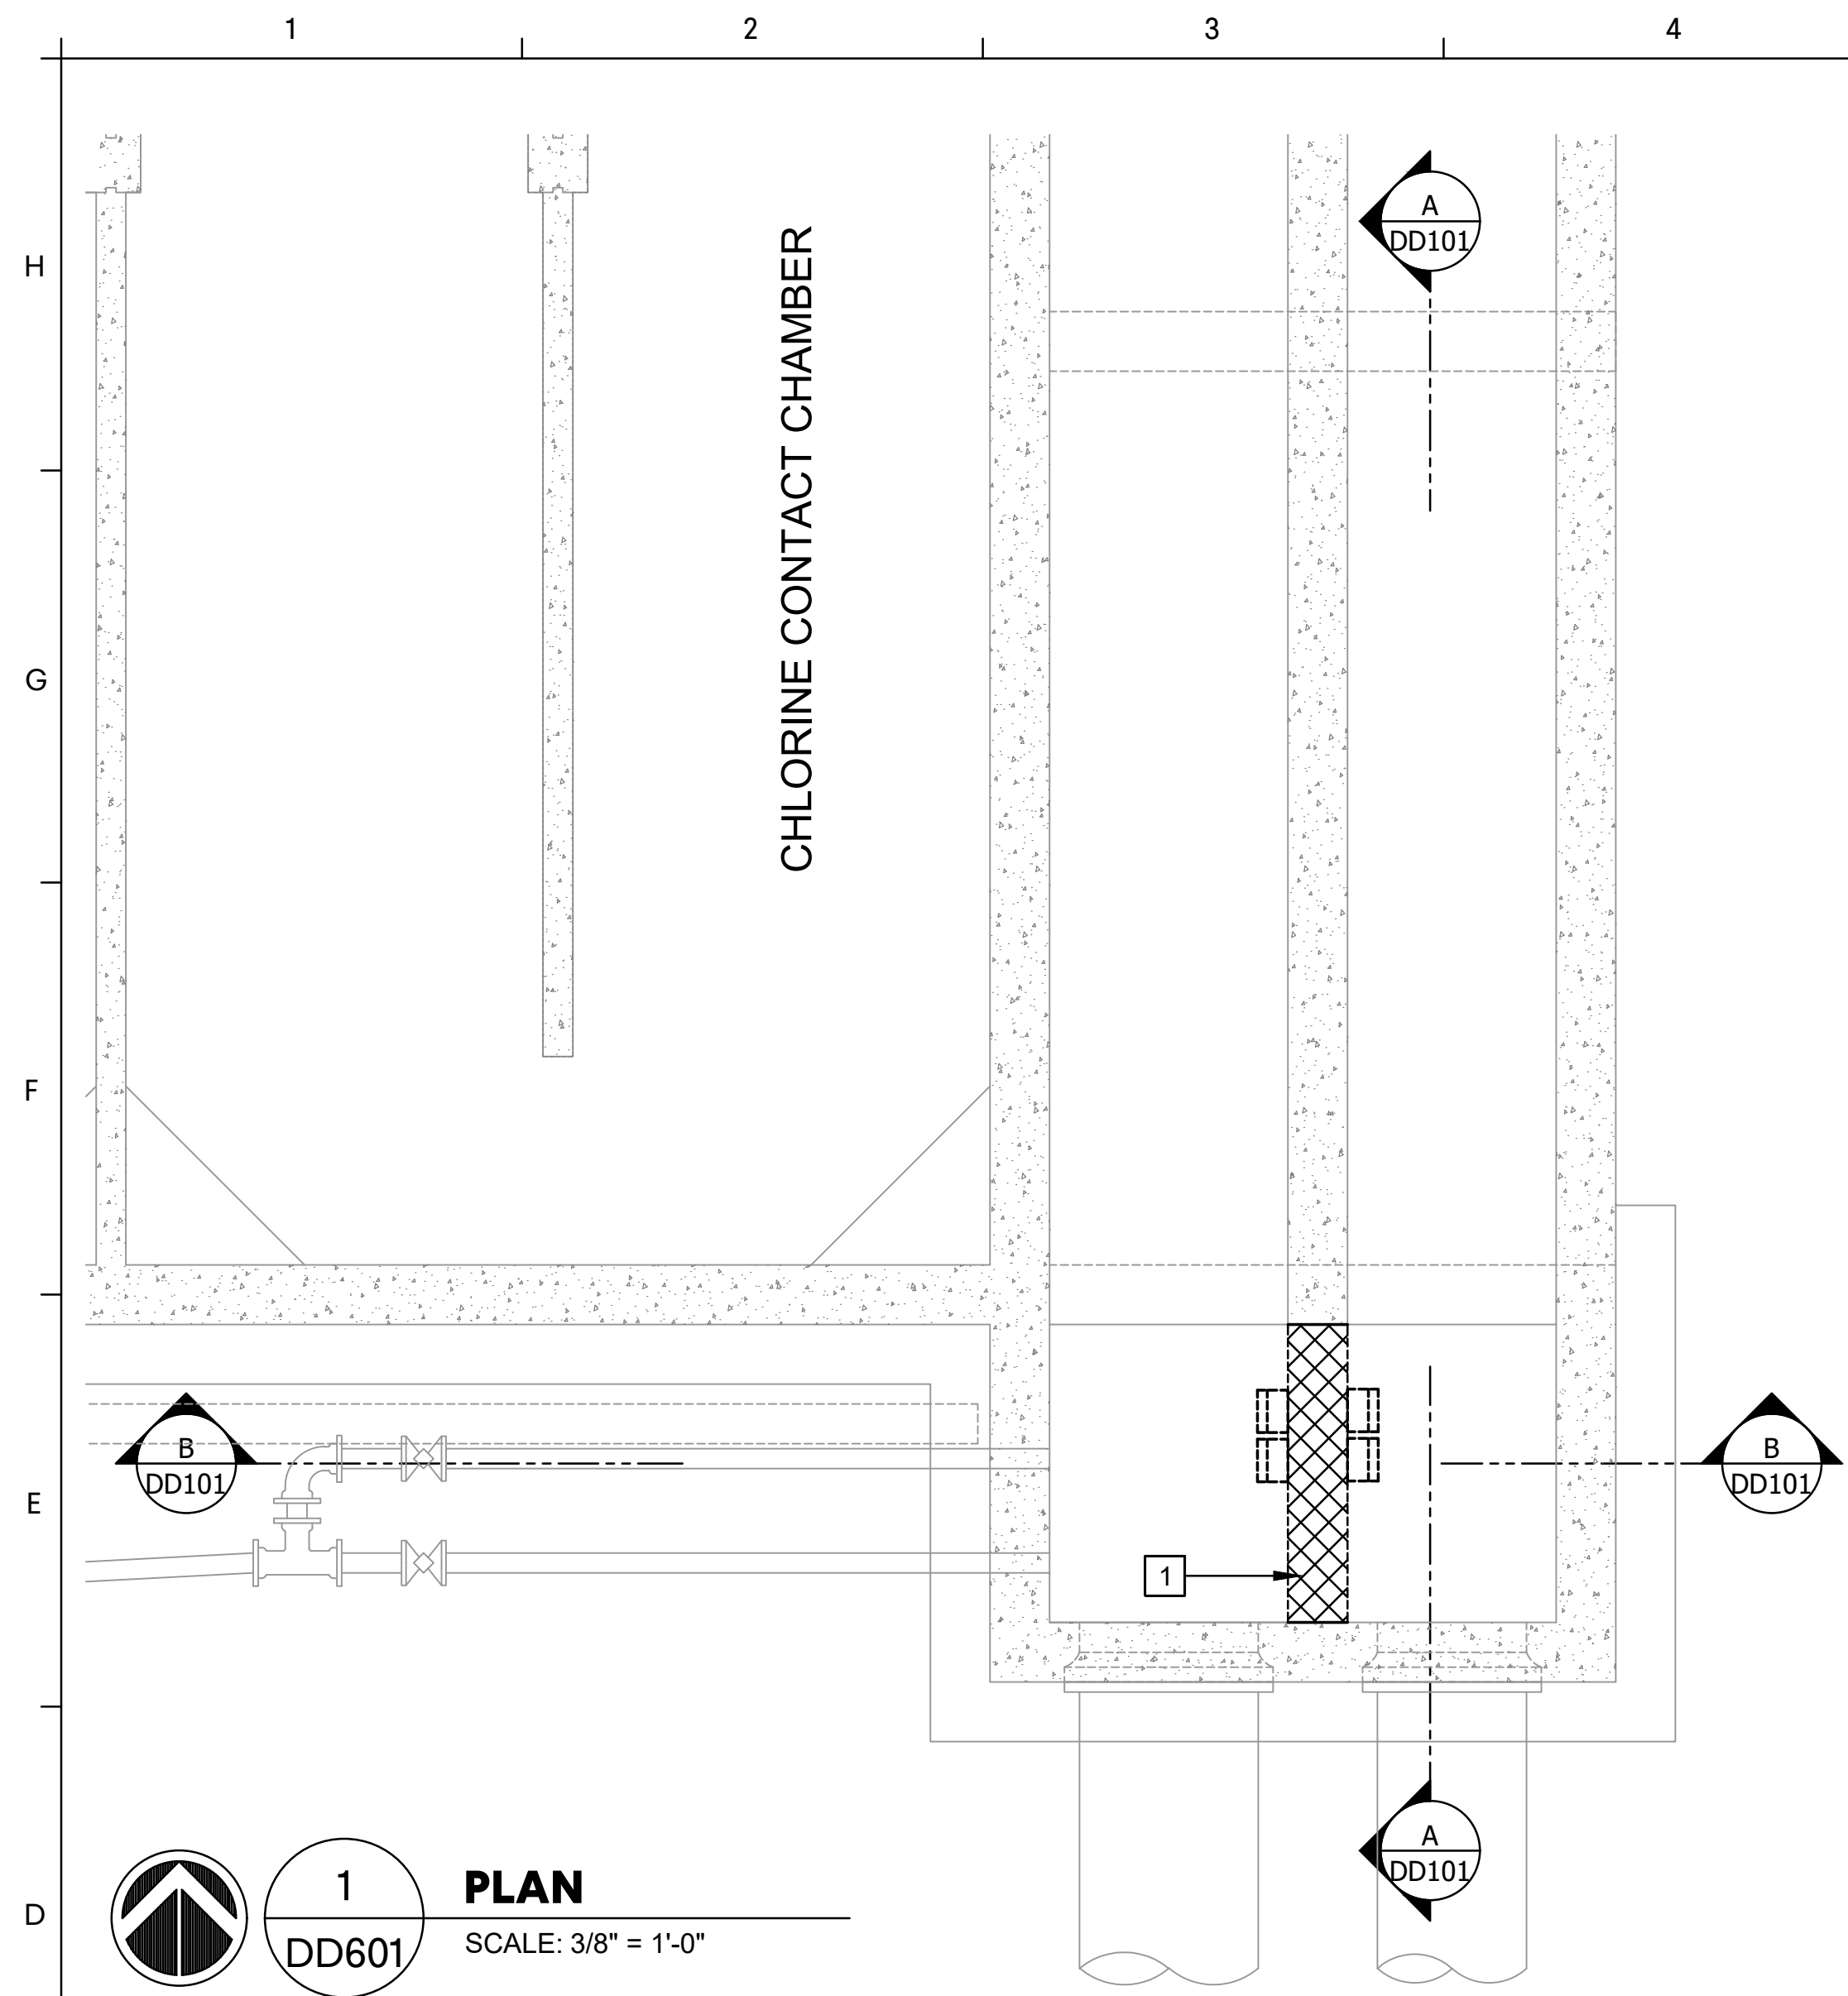 1 2 3 4
H
A
DD101
CHLORINE CONTACT CHAMBER
G
F
E
B
DD101
B
DD101
1
A
DD101
D
1
DD601
PLAN
SCALE: 3/8" = 1'-0"